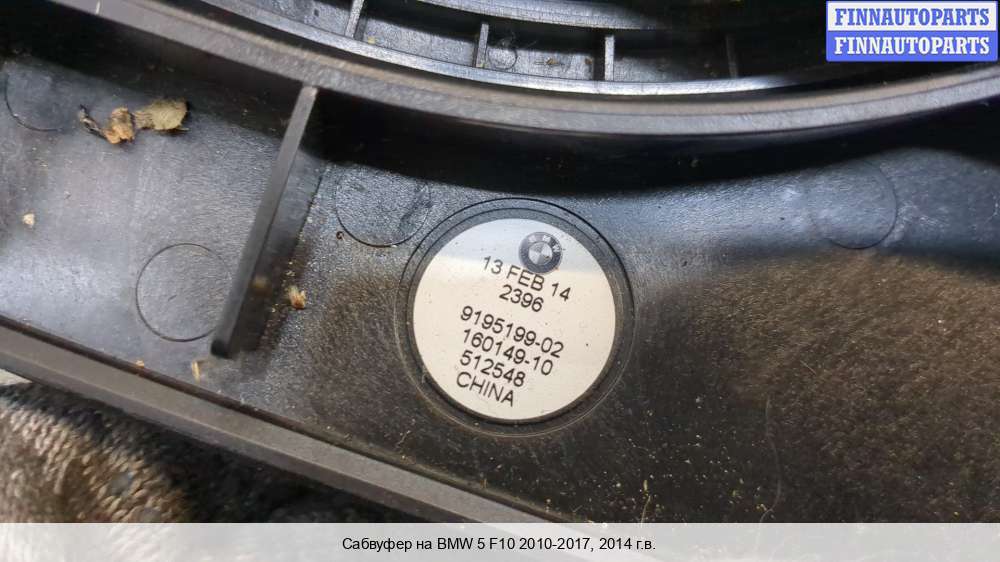 FINNAUTOPARTS
FINNAUTOPARTS
BMW
13 FEB 14
2396
9195199-02
160149-10
512548
CHINA
Сабвуфер на BMW 5 F10 2010-2017, 2014 г.в.